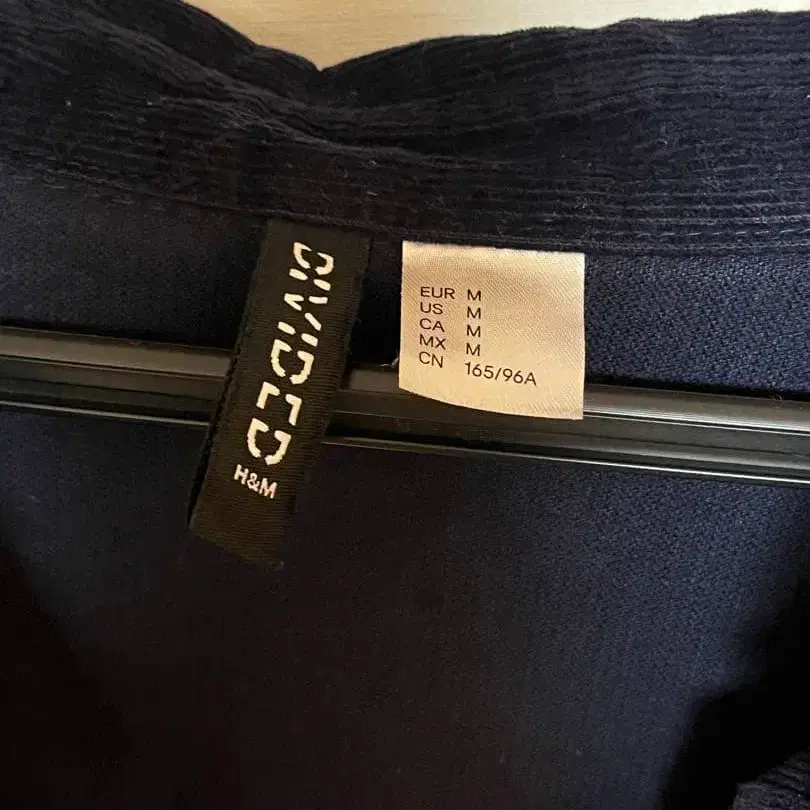 DIVIDED
H&M
EUR M
US M
CA M
MX M
CN 165/96A